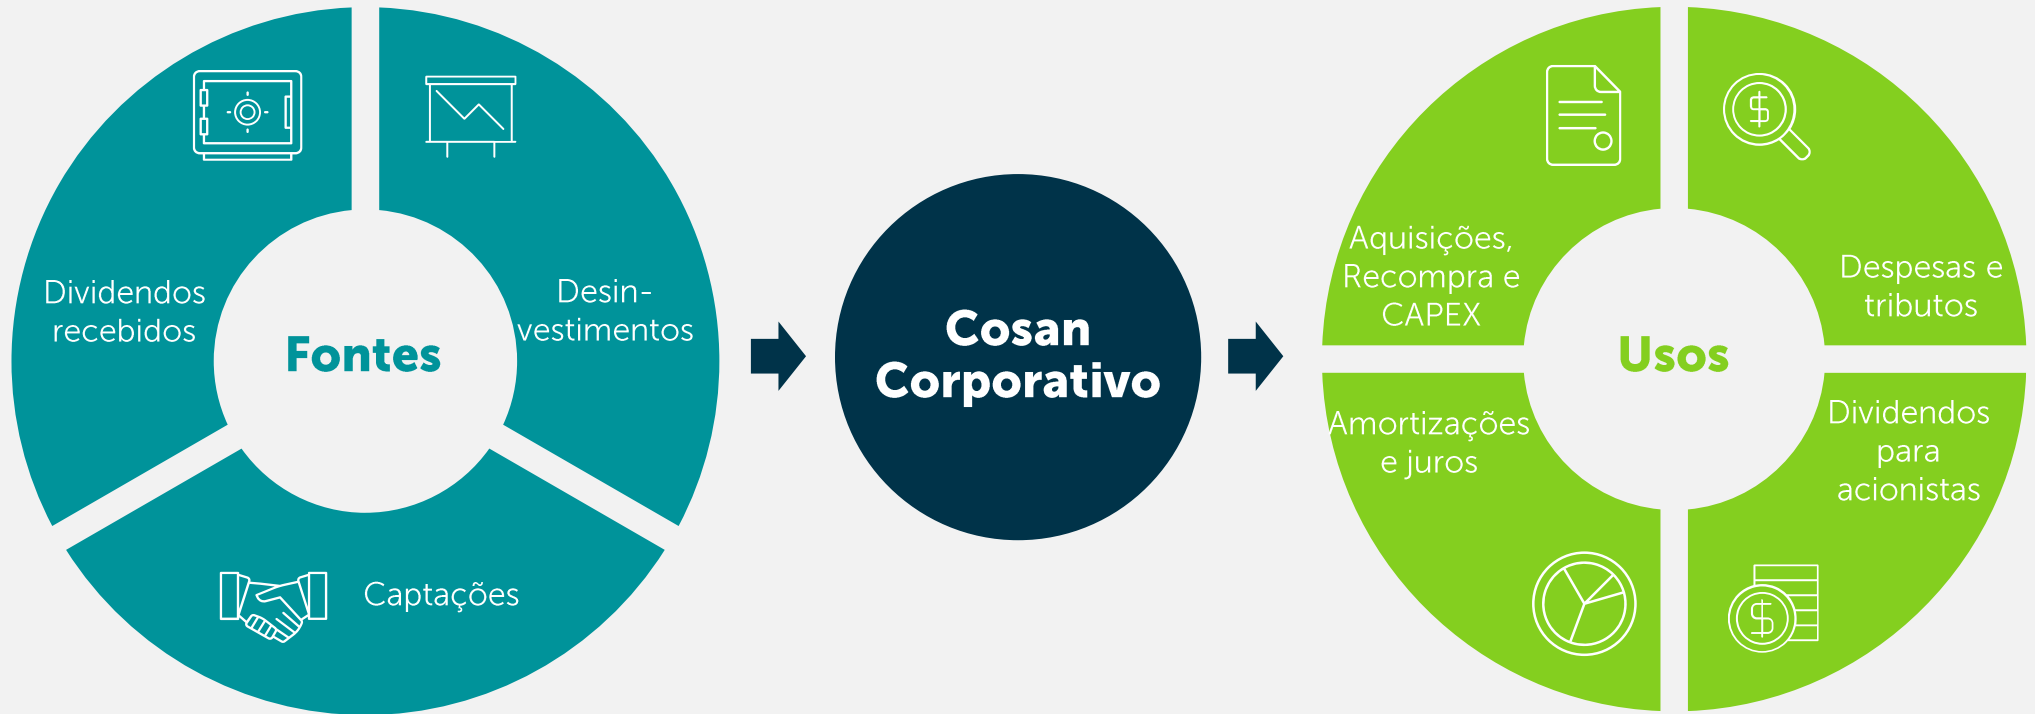 Dividendos
recebidos
Desin-
vestimentos
Fontes
Captações
Cosan
Corporativo
Aquisições,
Recompra e
CAPEX
Despesas e
tributos
Usos
Amortizações
e juros
Dividendos
para
acionistas
$
$